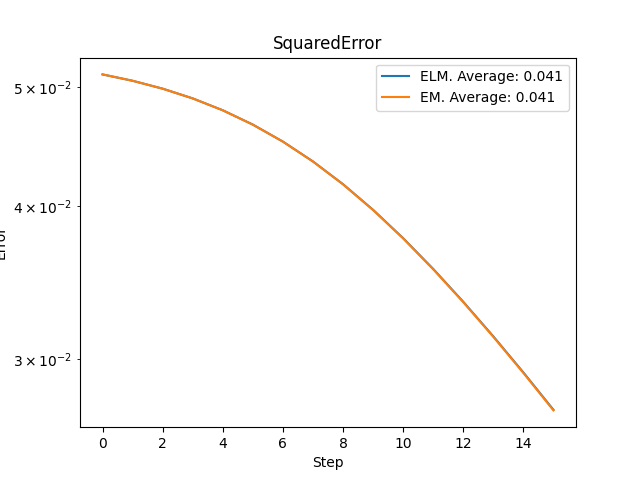 SquaredError
ELM. Average: 0.041
EM. Average: 0.041
5 × 10⁻²
4 × 10⁻²
3 × 10⁻²
Error
0 2 4 6 8 10 12 14
Step